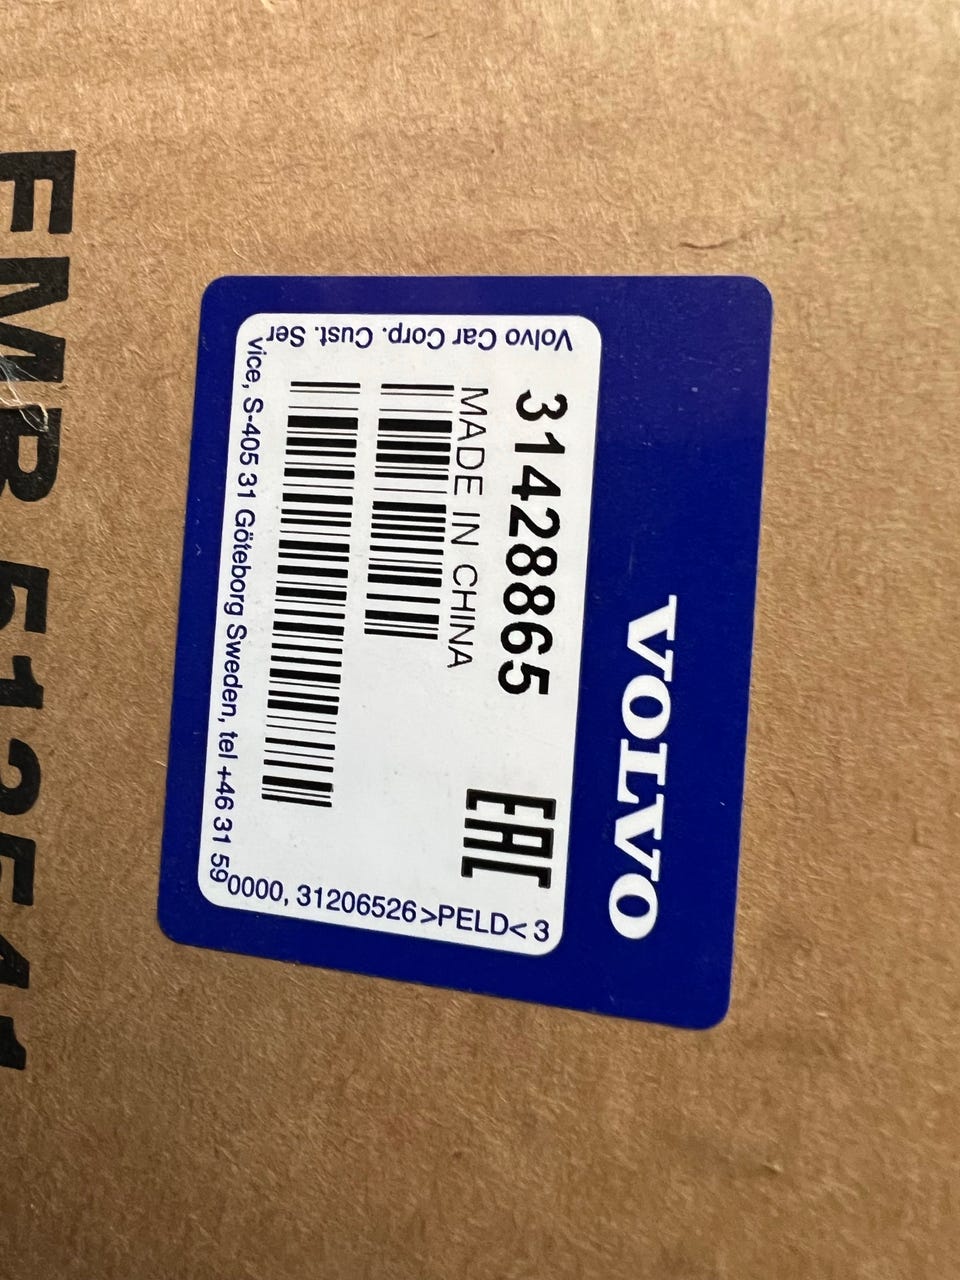 VOLVO
31428865
MADE IN CHINA
EAC
Volvo Car Corp. Cust. Ser
vice, S-405 31 Göteborg Sweden, tel +46 31 59
0000, 31206526 >PELD< 3